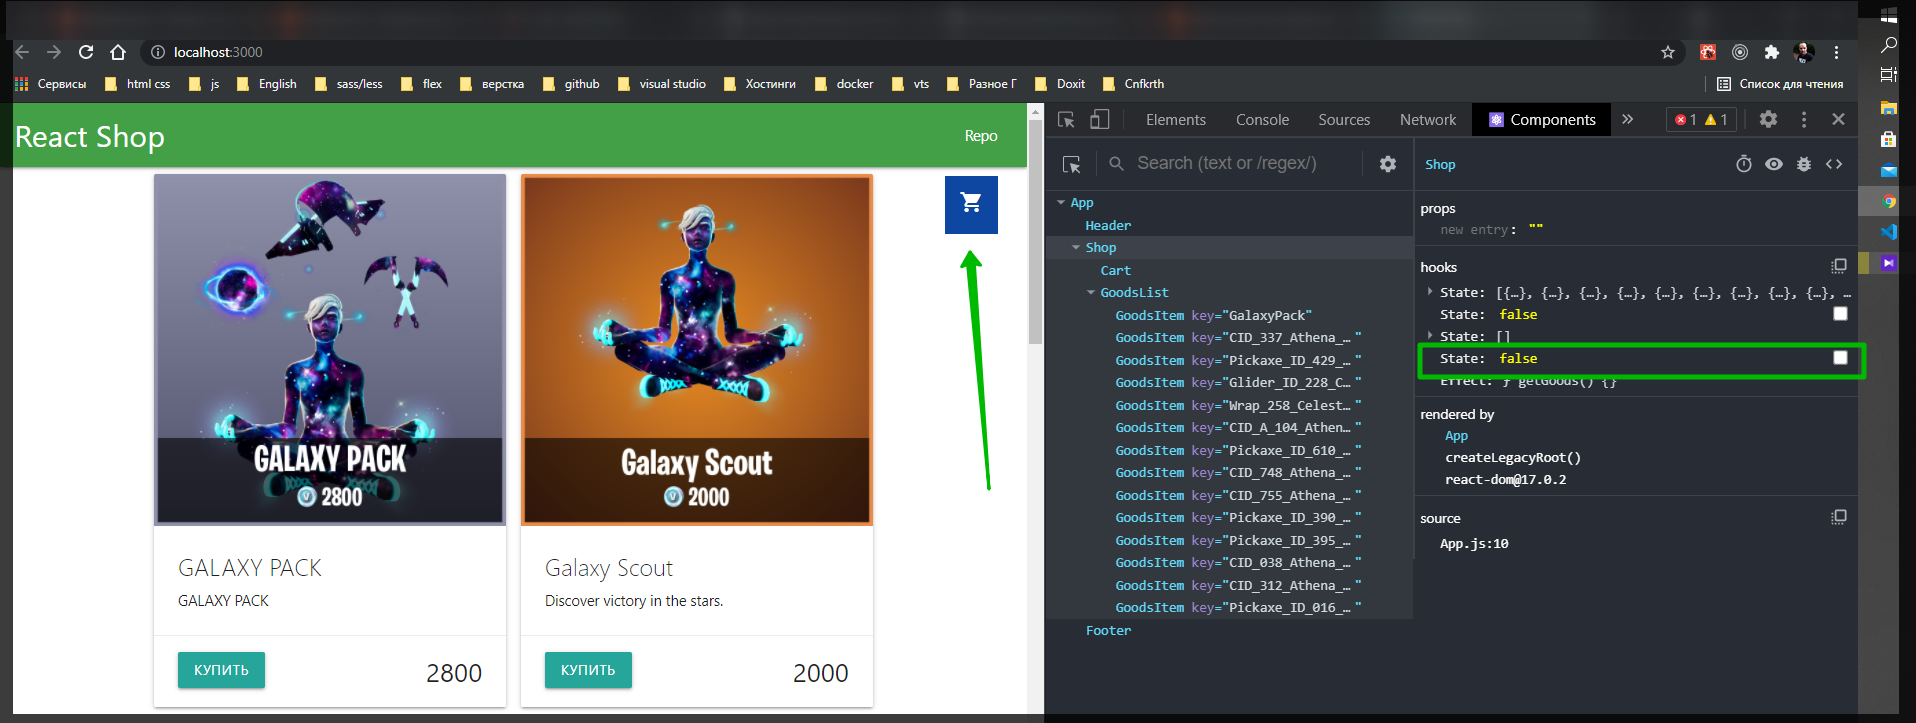 localhost:3000
Сервисы html css js English sass/less flex верстка github visual studio Хостинги docker vts Разное Г Doxit Cnfkrth Список для чтения
React Shop
Repo
GALAXY PACK
2800
Galaxy Scout
2000
GALAXY PACK
GALAXY PACK
КУПИТЬ
2800
Galaxy Scout
Discover victory in the stars.
КУПИТЬ
2000
Elements Console Sources Network Components » 1 1
Search (text or /regex/)
App
Header
Shop
Cart
GoodsList
GoodsItem key="GalaxyPack"
GoodsItem key="CID_337_Athena_… "
GoodsItem key="Pickaxe_ID_429_… "
GoodsItem key="Glider_ID_228_C… "
GoodsItem key="Wrap_258_Celest… "
GoodsItem key="CID_A_104_Athen… "
GoodsItem key="Pickaxe_ID_610_… "
GoodsItem key="CID_748_Athena_… "
GoodsItem key="CID_755_Athena_… "
GoodsItem key="Pickaxe_ID_390_… "
GoodsItem key="Pickaxe_ID_395_… "
GoodsItem key="CID_038_Athena_… "
GoodsItem key="CID_312_Athena_… "
GoodsItem key="Pickaxe_ID_016_… "
Footer
Shop
props
new entry: ""
hooks
State: [{…}, {…}, {…}, {…}, {…}, {…}, {…}, {…}, {…}, …
State: false
State: []
State: false
Effect: ƒ getGoods() {}
rendered by
App
createLegacyRoot()
react-dom@17.0.2
source
App.js:10